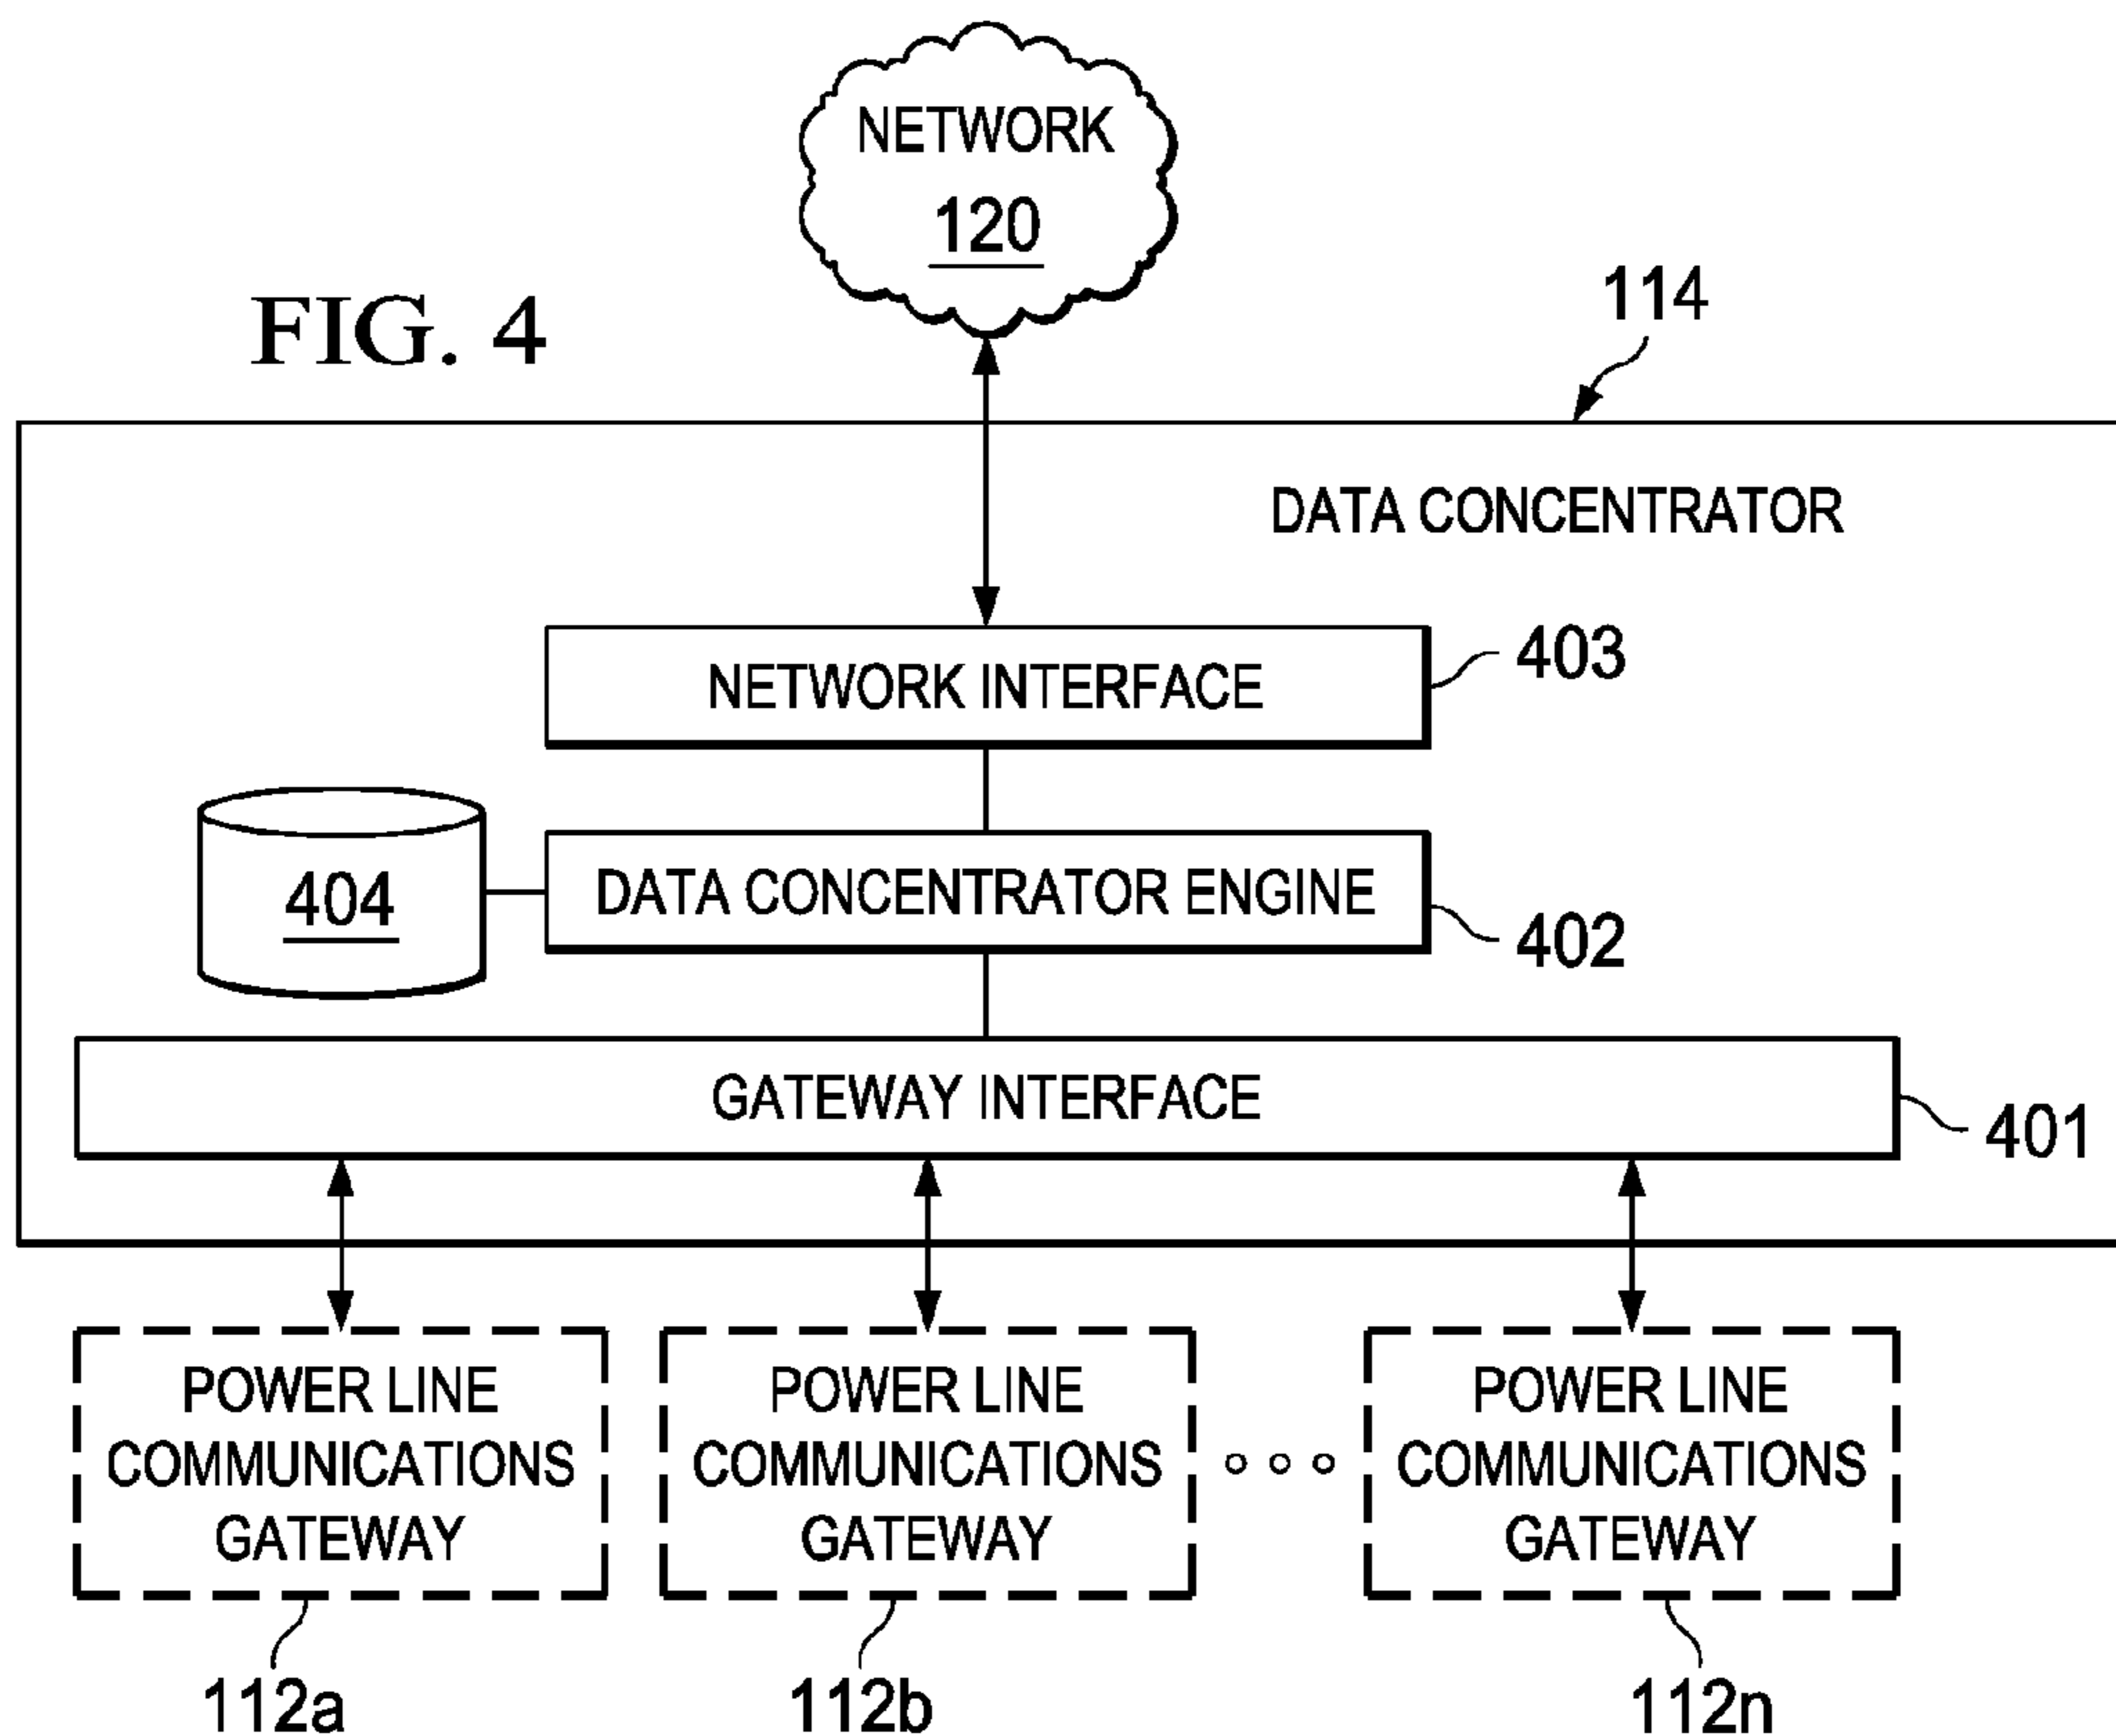 NETWORK
120
FIG. 4
114
DATA CONCENTRATOR
NETWORK INTERFACE
403
404
DATA CONCENTRATOR ENGINE
402
GATEWAY INTERFACE
401
POWER LINE
COMMUNICATIONS
GATEWAY
POWER LINE
COMMUNICATIONS
GATEWAY
POWER LINE
COMMUNICATIONS
GATEWAY
112a
112b
112n